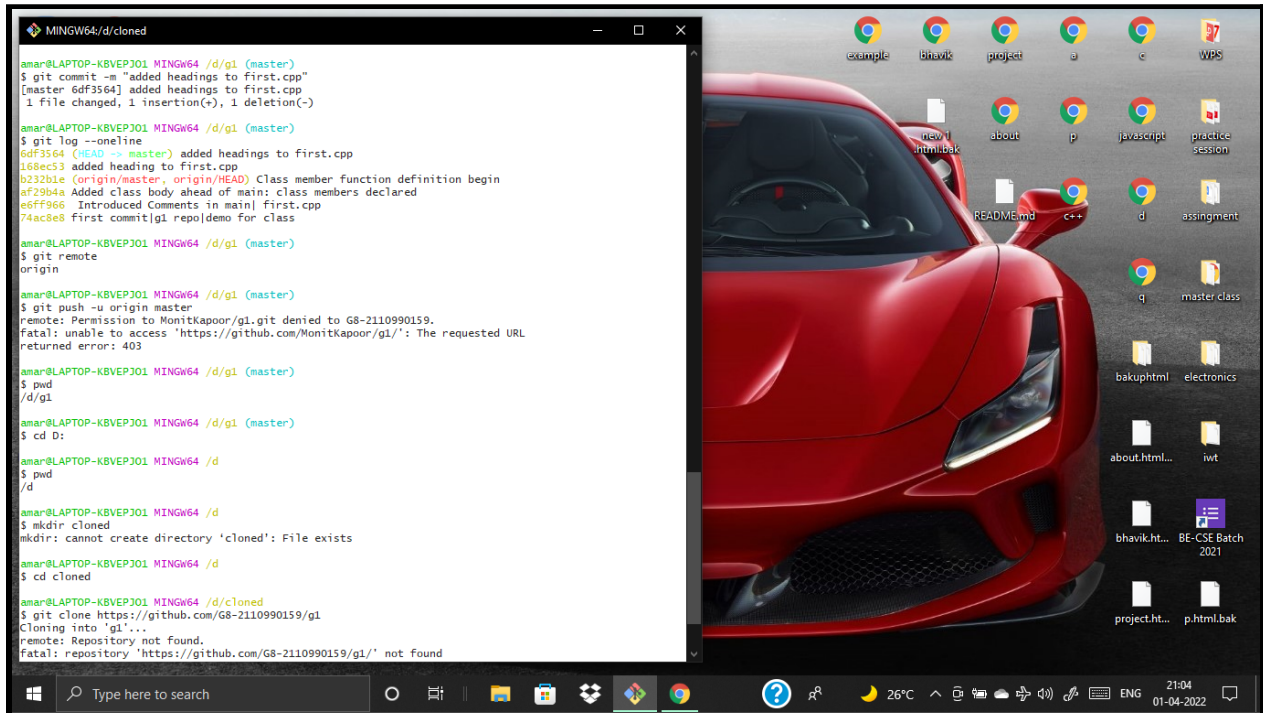 MINGW64:/d/cloned
amar@LAPTOP-KBVEPJO1 MINGW64 /d/g1 (master)
$ git commit -m "added headings to first.cpp"
[master 6df3564] added headings to first.cpp
1 file changed, 1 insertion(+), 1 deletion(-)
amar@LAPTOP-KBVEPJO1 MINGW64 /d/g1 (master)
$ git log --oneline
6df3564 (HEAD -> master) added headings to first.cpp
168ec53 added heading to first.cpp
b232b1e (origin/master, origin/HEAD) Class member function definition begin
af29b4a Added class body ahead of main: class members declared
e6ff966  Introduced Comments in main| first.cpp
74ac8e8 first commit|g1 repo|demo for class
amar@LAPTOP-KBVEPJO1 MINGW64 /d/g1 (master)
$ git remote
origin
amar@LAPTOP-KBVEPJO1 MINGW64 /d/g1 (master)
$ git push -u origin master
remote: Permission to MonitKapoor/g1.git denied to G8-2110990159.
fatal: unable to access 'https://github.com/MonitKapoor/g1/': The requested URL
returned error: 403
amar@LAPTOP-KBVEPJO1 MINGW64 /d/g1 (master)
$ pwd
/d/g1
amar@LAPTOP-KBVEPJO1 MINGW64 /d/g1 (master)
$ cd D:
amar@LAPTOP-KBVEPJO1 MINGW64 /d
$ pwd
/d
amar@LAPTOP-KBVEPJO1 MINGW64 /d
$ mkdir cloned
mkdir: cannot create directory ‘cloned’: File exists
amar@LAPTOP-KBVEPJO1 MINGW64 /d
$ cd cloned
amar@LAPTOP-KBVEPJO1 MINGW64 /d/cloned
$ git clone https://github.com/G8-2110990159/g1
Cloning into 'g1'...
remote: Repository not found.
fatal: repository 'https://github.com/G8-2110990159/g1/' not found
example bhavik project a c WPS
new 1 .html.bak about p javascript practice session
README.md c++ d assingment
q master class
bakuphtml electronics
about.html... iwt
bhavik.ht... BE-CSE Batch 2021
project.ht... p.html.bak
Type here to search
26°C ENG 21:04
01-04-2022